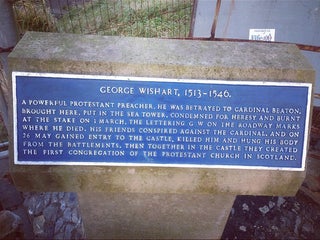 GEORGE WISHART, 1513-1546.
A POWERFUL PROTESTANT PREACHER, HE WAS BETRAYED TO CARDINAL BEATON,
BROUGHT HERE, PUT IN THE SEA TOWER, CONDEMNED FOR HERESY AND BURNT
AT THE STAKE ON 1 MARCH, THE LETTERING G W ON THE ROADWAY MARKS
WHERE HE DIED. HIS FRIENDS CONSPIRED AGAINST THE CARDINAL, AND ON
26 MAY GAINED ENTRY TO THE CASTLE, KILLED HIM AND HUNG HIS BODY
FROM THE BATTLEMENTS, THEN TOGETHER IN THE CASTLE THEY CREATED
THE FIRST CONGREGATION OF THE PROTESTANT CHURCH IN SCOTLAND.